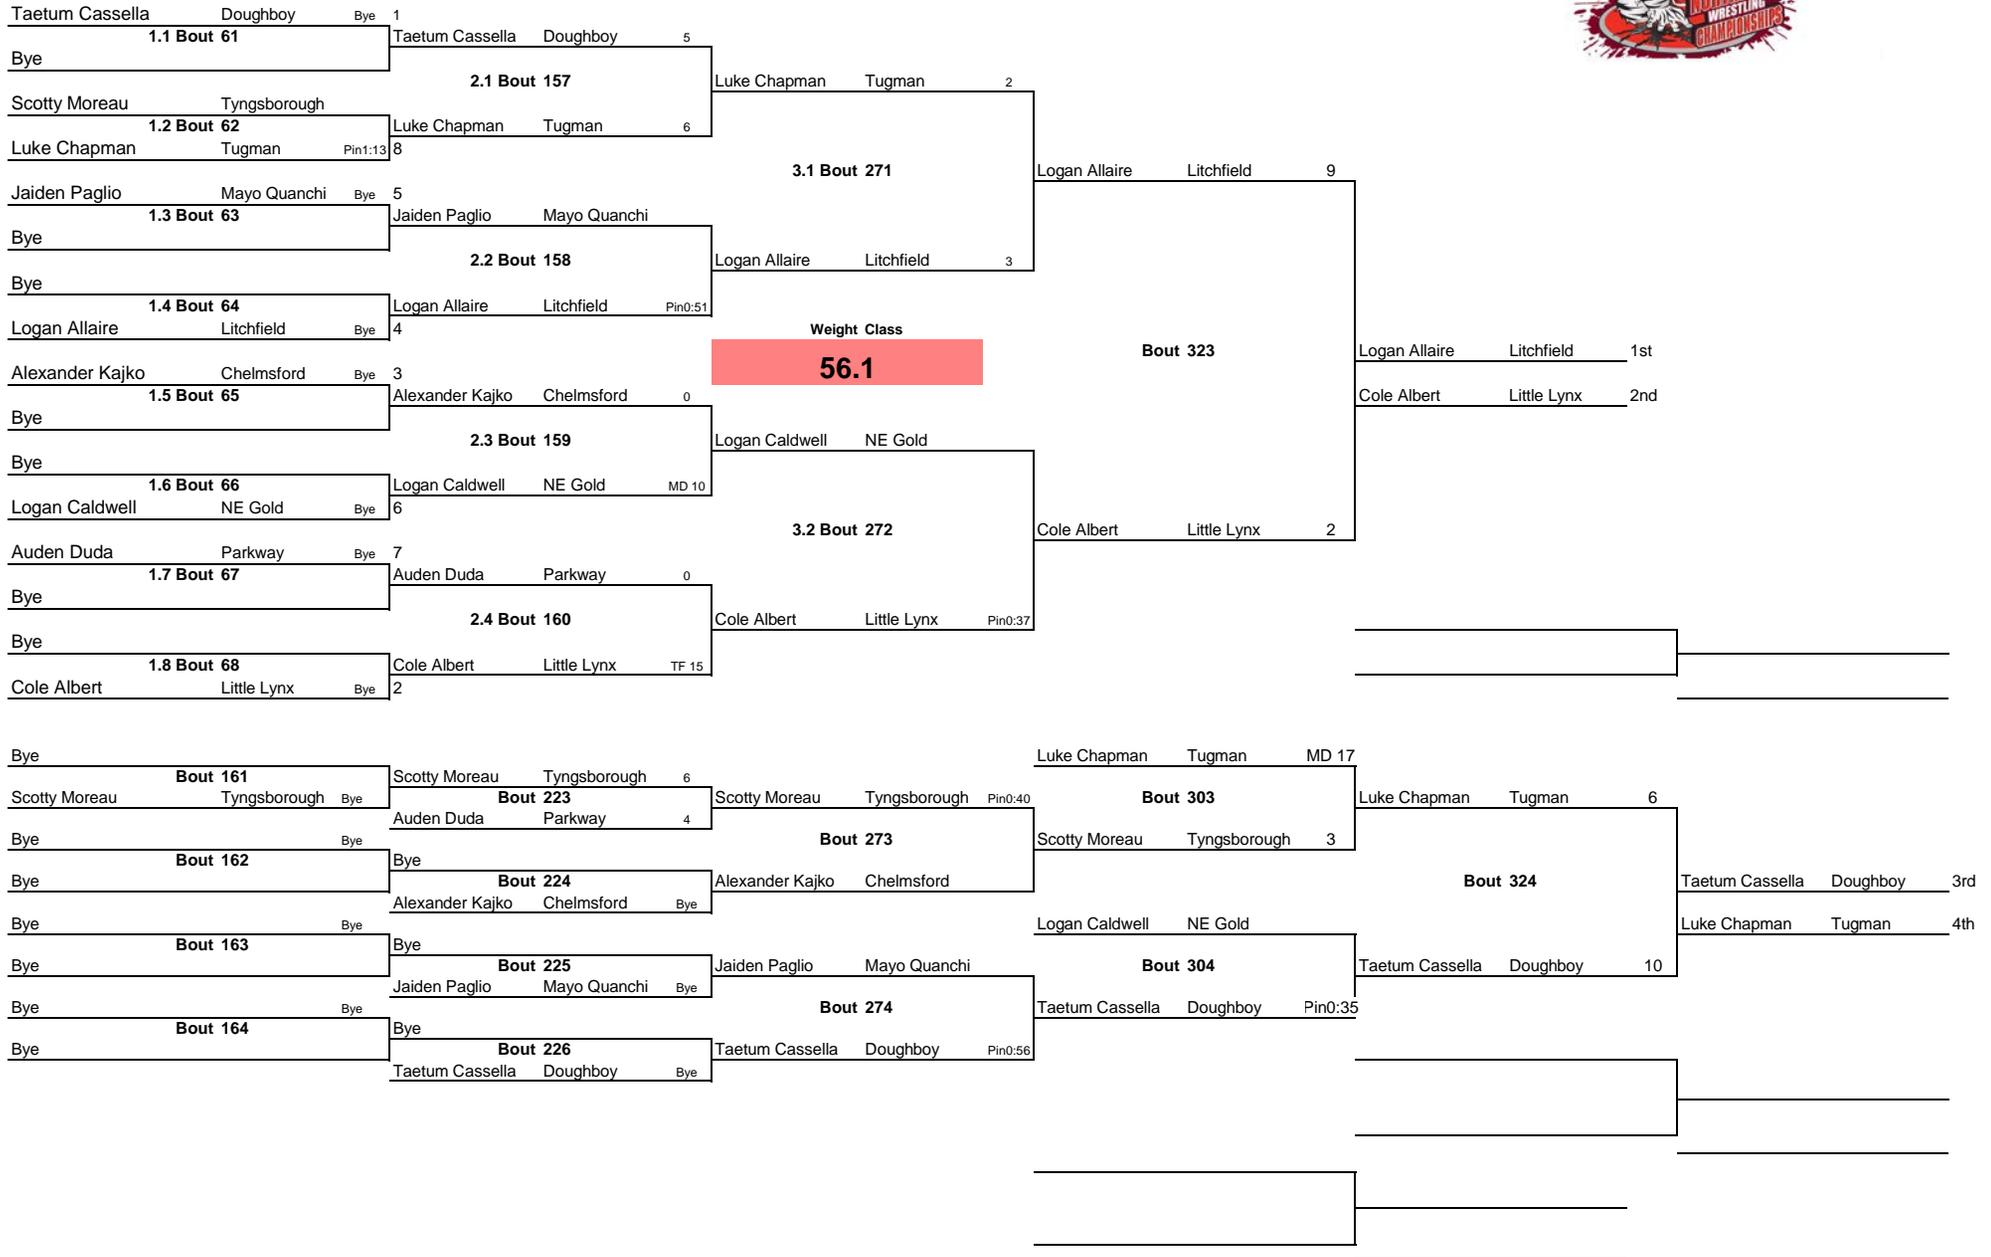 Taetum Cassella Doughboy Bye 1
1.1 Bout 61
Bye
Scotty Moreau Tyngsborough
1.2 Bout 62
Luke Chapman Tugman Pin1:13 8
Jaiden Paglio Mayo Quanchi Bye 5
1.3 Bout 63
Bye
Bye
1.4 Bout 64
Logan Allaire Litchfield Bye 4
Alexander Kajko Chelmsford Bye 3
1.5 Bout 65
Bye
Bye
1.6 Bout 66
Logan Caldwell NE Gold Bye 6
Auden Duda Parkway Bye 7
1.7 Bout 67
Bye
Bye
1.8 Bout 68
Cole Albert Little Lynx Bye 2
Taetum Cassella Doughboy 5
2.1 Bout 157
Luke Chapman Tugman 6
Jaiden Paglio Mayo Quanchi
2.2 Bout 158
Logan Allaire Litchfield Pin0:51
Alexander Kajko Chelmsford 0
2.3 Bout 159
Logan Caldwell NE Gold MD 10
Auden Duda Parkway 0
2.4 Bout 160
Cole Albert Little Lynx TF 15
Luke Chapman Tugman 2
3.1 Bout 271
Logan Allaire Litchfield 3
Weight Class
56.1
Logan Caldwell NE Gold
3.2 Bout 272
Cole Albert Little Lynx Pin0:37
Logan Allaire Litchfield 9
Bout 323
Cole Albert Little Lynx 2
Logan Allaire Litchfield 1st
Cole Albert Little Lynx 2nd
WRESTLING
CHAMPIONSHIPS
Bye
Bout 161
Scotty Moreau Tyngsborough Bye
Bye Bye
Bout 162
Bye
Bye Bye
Bout 163
Bye
Bye Bye
Bout 164
Bye
Scotty Moreau Tyngsborough 6
Bout 223
Auden Duda Parkway 4
Bye
Bout 224
Alexander Kajko Chelmsford Bye
Bye
Bout 225
Jaiden Paglio Mayo Quanchi Bye
Bye
Bout 226
Taetum Cassella Doughboy Bye
Scotty Moreau Tyngsborough Pin0:40
Bout 273
Alexander Kajko Chelmsford
Jaiden Paglio Mayo Quanchi
Bout 274
Taetum Cassella Doughboy Pin0:56
Luke Chapman Tugman MD 17
Bout 303
Scotty Moreau Tyngsborough 3
Logan Caldwell NE Gold
Bout 304
Taetum Cassella Doughboy Pin0:35
Luke Chapman Tugman 6
Bout 324
Taetum Cassella Doughboy 10
Taetum Cassella Doughboy 3rd
Luke Chapman Tugman 4th